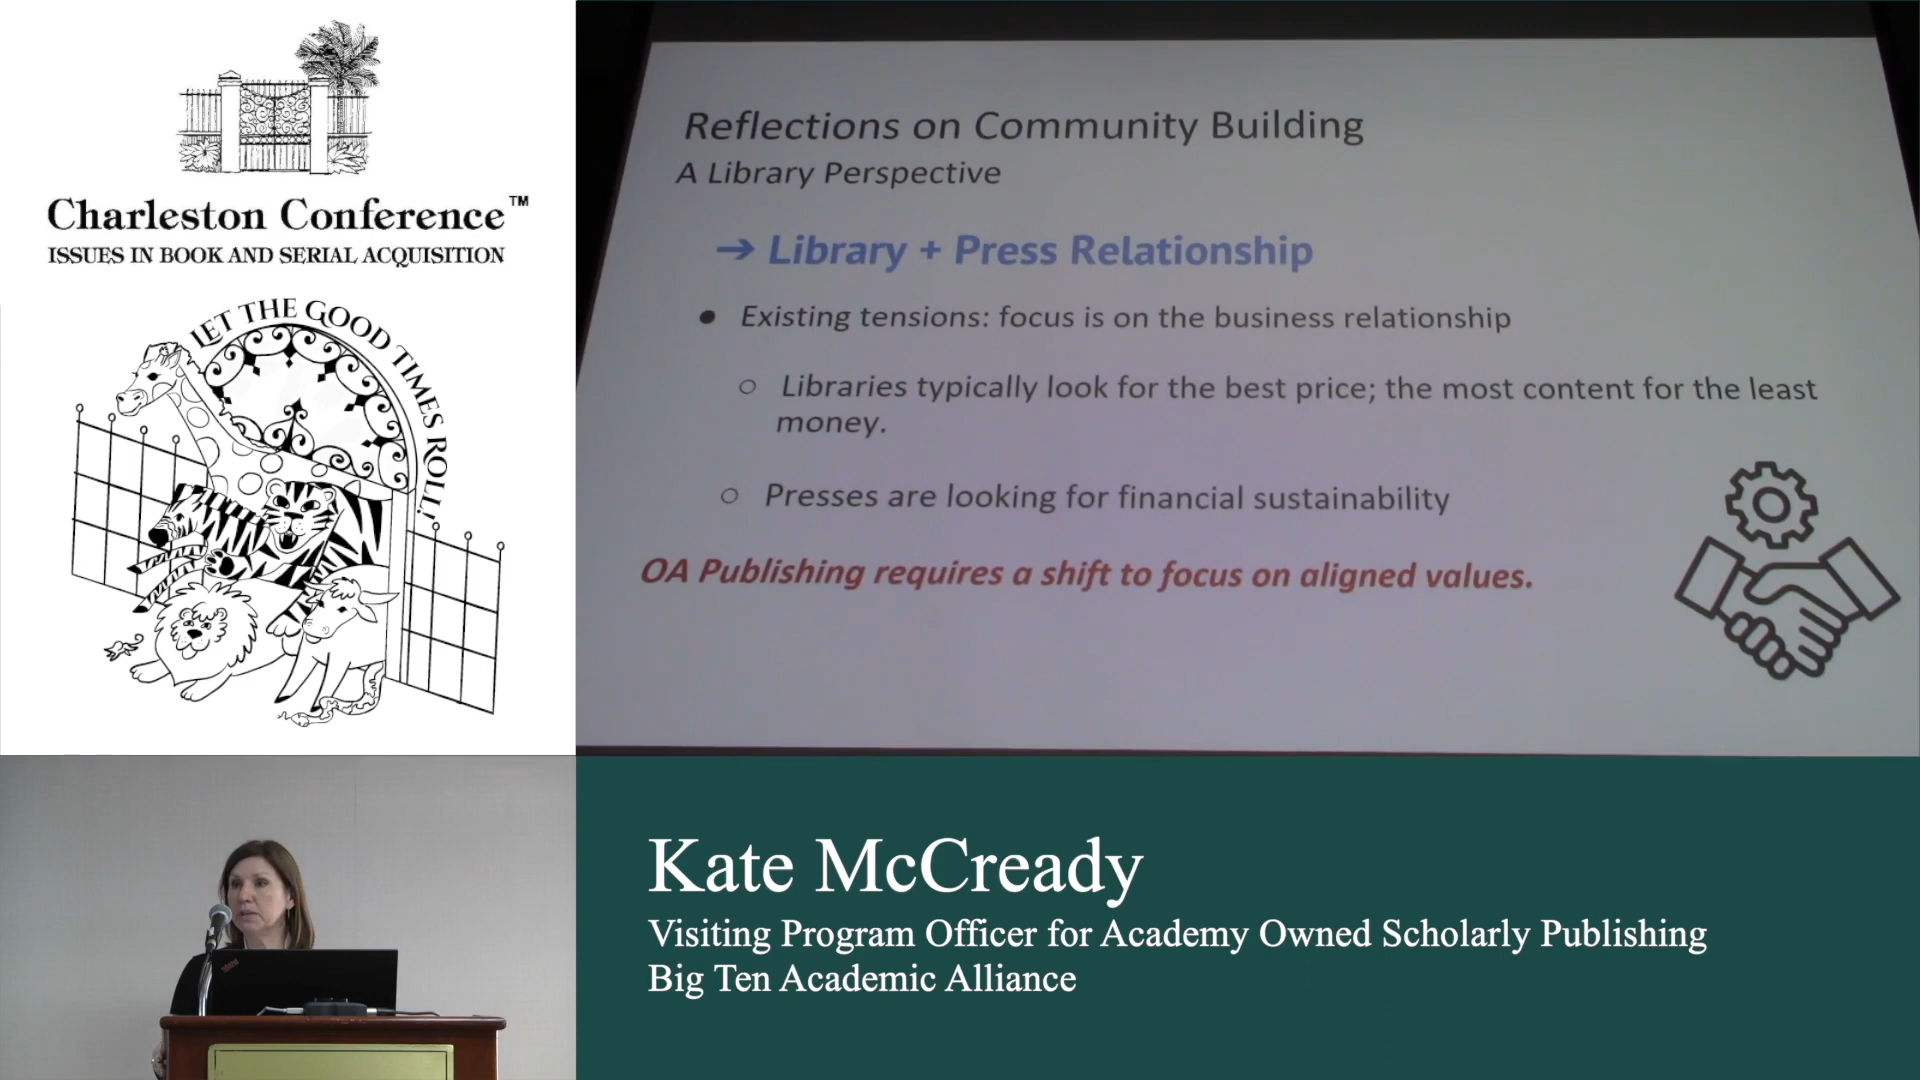 Charleston Conference™
ISSUES IN BOOK AND SERIAL ACQUISITION
LET THE GOOD TIMES ROLL!
Reflections on Community Building
A Library Perspective
➔ Library + Press Relationship
● Existing tensions: focus is on the business relationship
○ Libraries typically look for the best price; the most content for the least
money.
○ Presses are looking for financial sustainability
OA Publishing requires a shift to focus on aligned values.
Kate McCready
Visiting Program Officer for Academy Owned Scholarly Publishing
Big Ten Academic Alliance